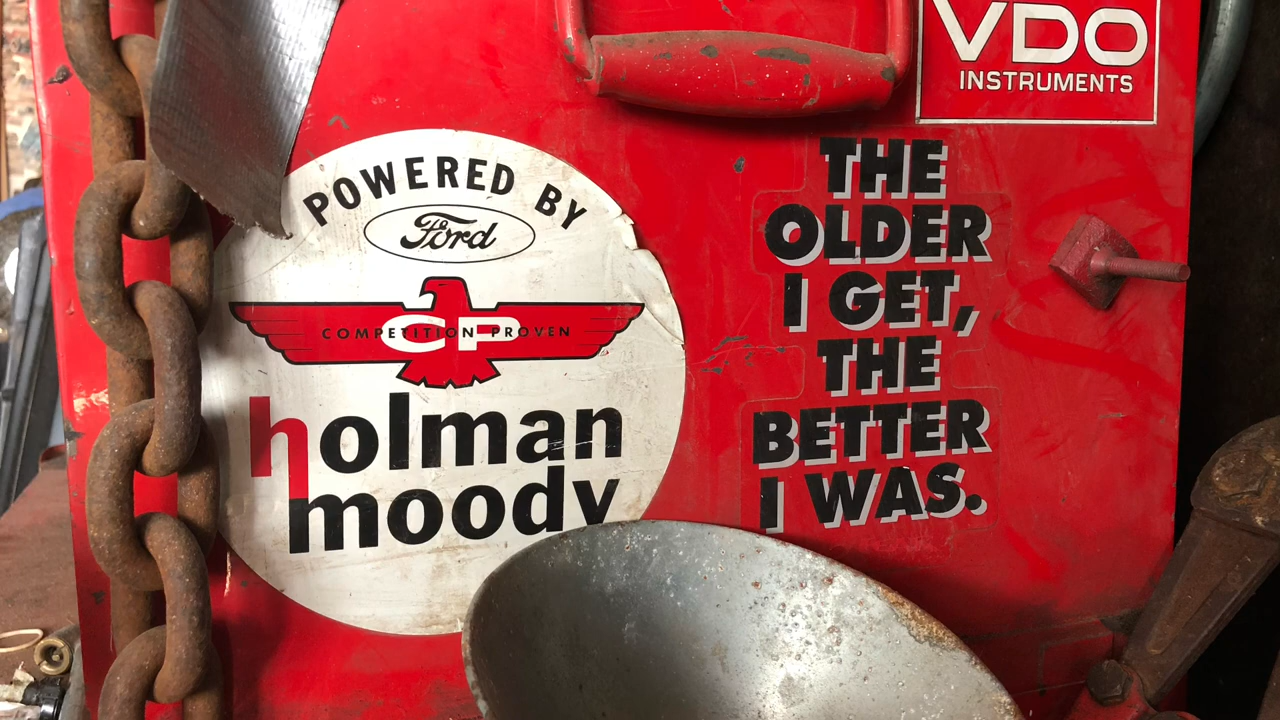 VDO
INSTRUMENTS
POWERED BY
Ford
COMPETITION PROVEN
CP
holman
moody
THE
OLDER
I GET,
THE
BETTER
I WAS.